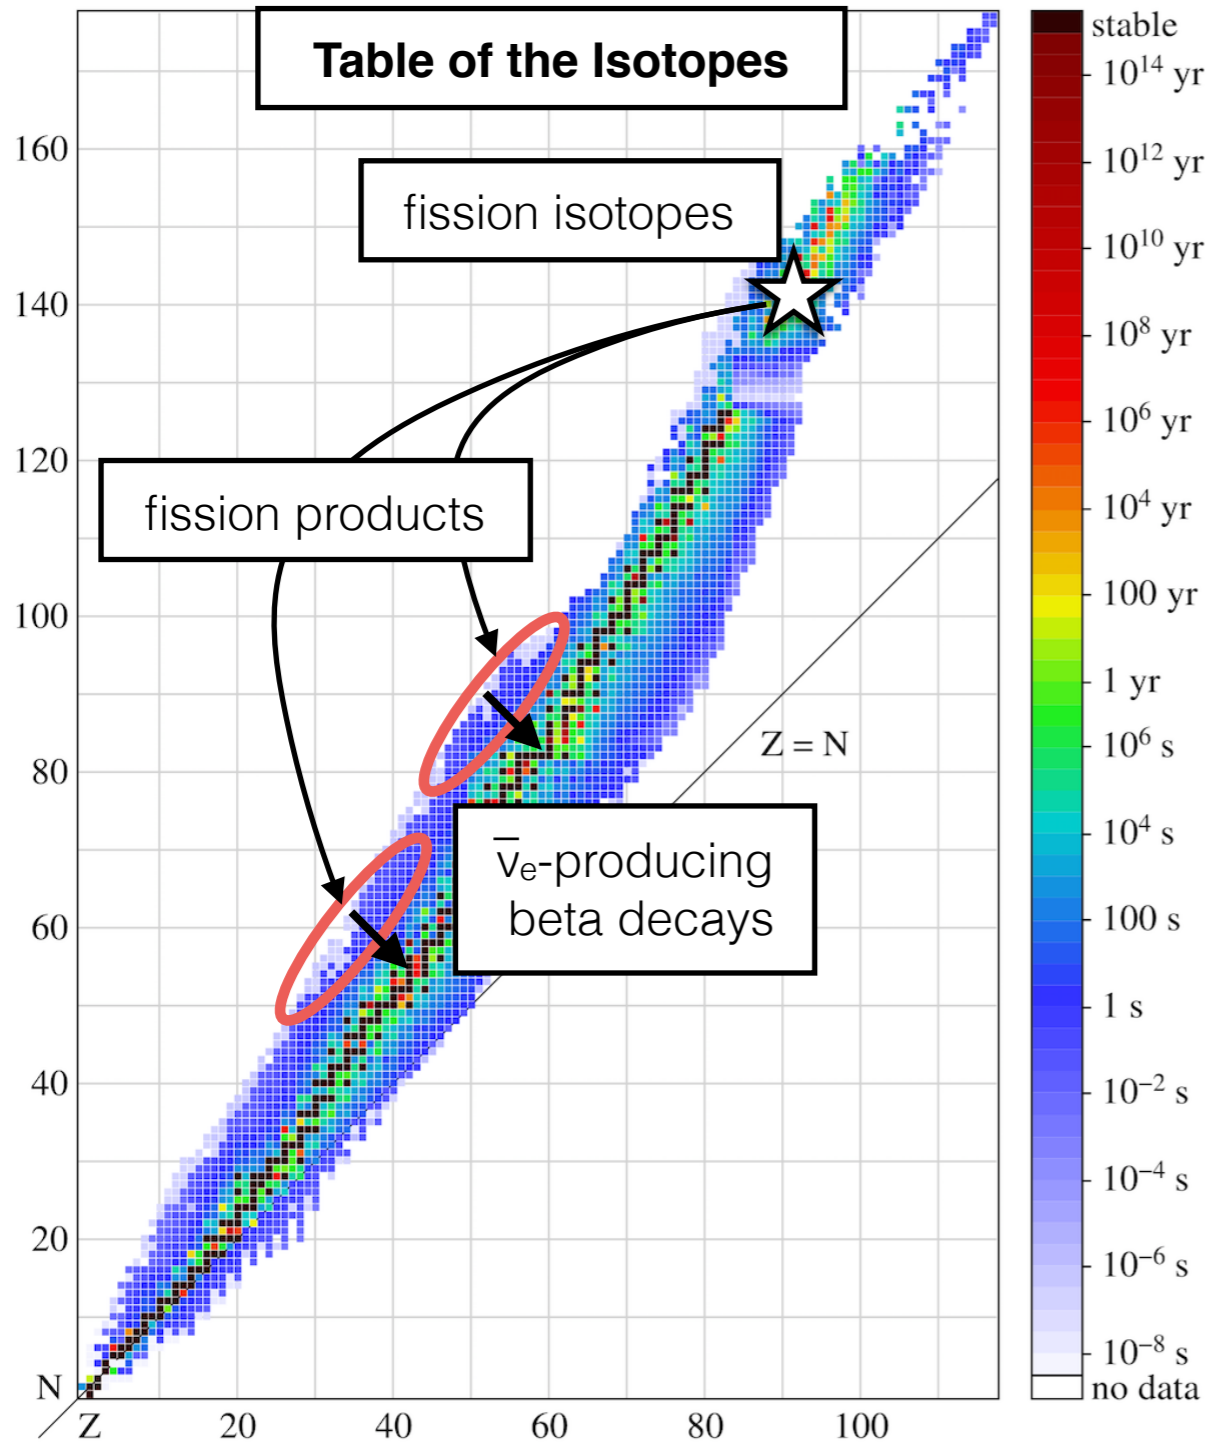 Table of the Isotopes
fission isotopes
fission products
Z = N
ν̅ₑ-producing
beta decays
160
140
120
100
80
60
40
20
N
Z
20
40
60
80
100
stable
10¹⁴ yr
10¹² yr
10¹⁰ yr
10⁸ yr
10⁶ yr
10⁴ yr
100 yr
1 yr
10⁶ s
10⁴ s
100 s
1 s
10⁻² s
10⁻⁴ s
10⁻⁶ s
10⁻⁸ s
no data